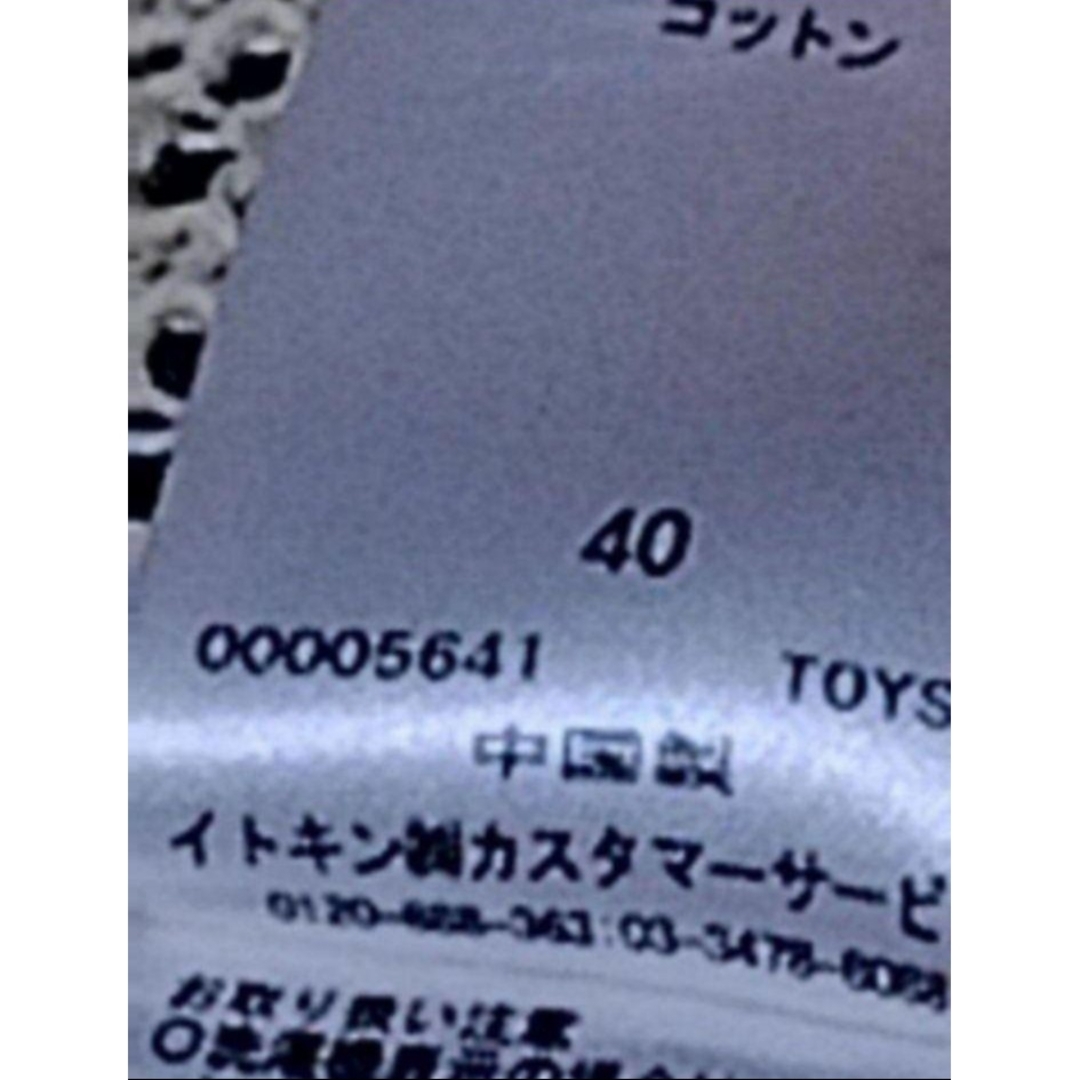 コットン
40
00005641 TOYS
中国製
イトキン㈱カスタマーサービ
お取り扱い注意